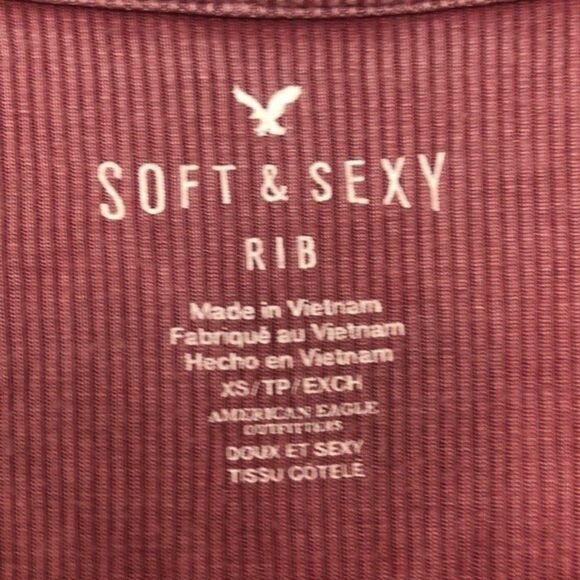 SOFT & SEXY
RIB
Made in Vietnam
Fabriqué au Vietnam
Hecho en Vietnam
XS/TP/EXCH
AMERICAN EAGLE
OUTFITTERS
DOUX ET SEXY
TISSU COTELE